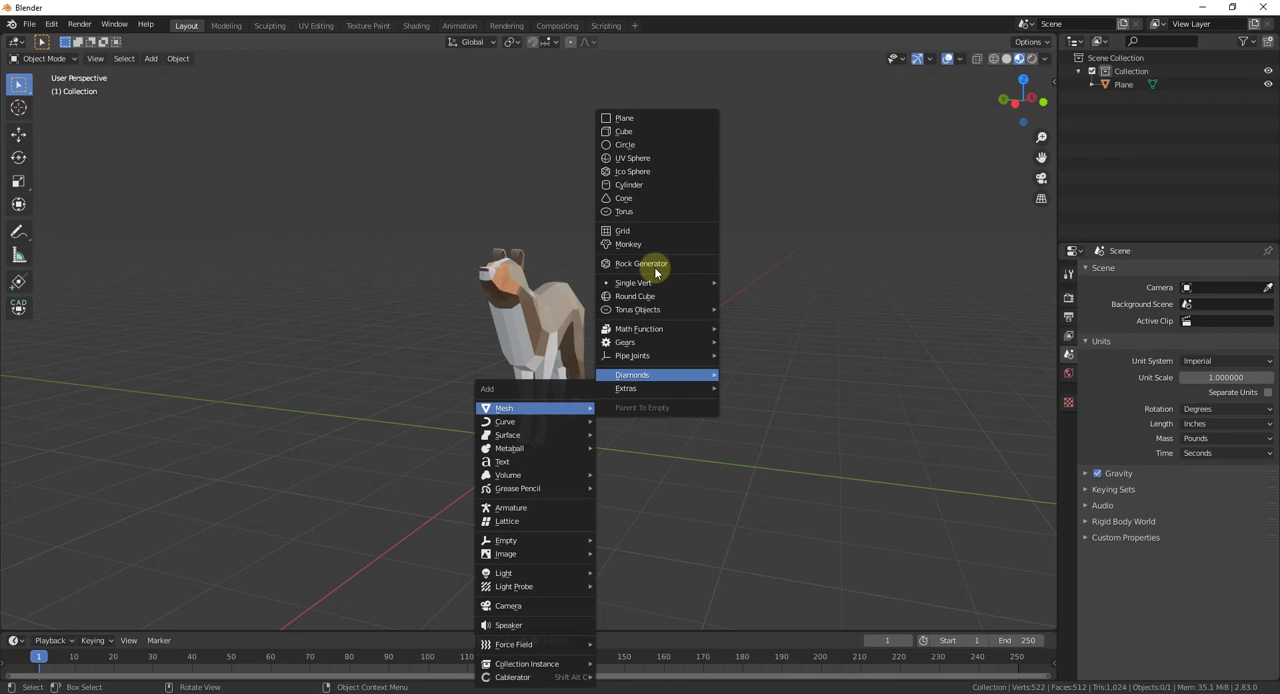 Blender
File Edit Render Window Help Layout Modeling Sculpting UV Editing Texture Paint Shading Animation Rendering Compositing Scripting + Scene View Layer
Global Options
Object Mode View Select Add Object
User Perspective
(1) Collection
Plane
Cube
Circle
UV Sphere
Ico Sphere
Cylinder
Cone
Torus
Grid
Monkey
Rock Generator
Single Vert
Round Cube
Torus Objects
Math Function
Gears
Pipe Joints
Diamonds
Extras
Parent To Empty
Add
Mesh
Curve
Surface
Metaball
Text
Volume
Grease Pencil
Armature
Lattice
Empty
Image
Light
Light Probe
Camera
Speaker
Force Field
Collection Instance
Cablerator Shift Alt C
CAD
Z
Y
X
Scene Collection
Collection
Plane
Scene
Scene
Camera
Background Scene
Active Clip
Units
Unit System Imperial
Unit Scale 1.000000
Separate Units
Rotation Degrees
Length Inches
Mass Pounds
Time Seconds
Gravity
Keying Sets
Audio
Rigid Body World
Custom Properties
Playback Keying View Marker 1 Start 1 End 250
1 10 20 30 40 50 60 70 80 90 100 110 150 160 170 180 190 200 210 220 230 240 250
Select Box Select Rotate View Object Context Menu Collection | Verts:522 | Faces:512 | Tris:1,024 | Objects:0/1 | Mem: 35.1 MiB | 2.83.0